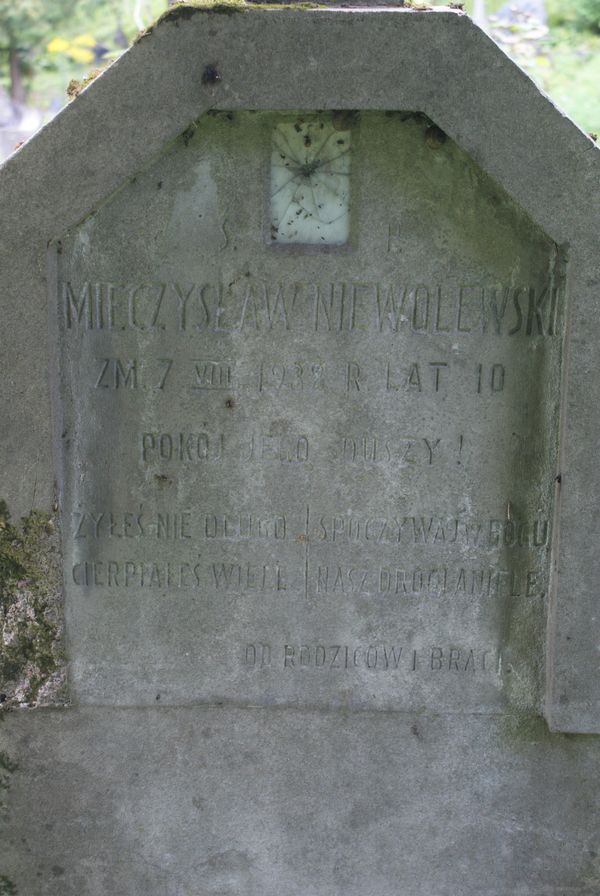 Ś. P.
MIECZYSŁAW NIEWOLEWSKI
ZM. 7 VIII. 1938 R. LAT 10
POKÓJ JEGO DUSZY!
ŻYŁEŚ NIE DŁUGO SPOCZYWAJ W BOGU
CIERPIAŁEŚ WIELE NASZ DROGI ANIELE.
OD RODZICÓW I BRACI.